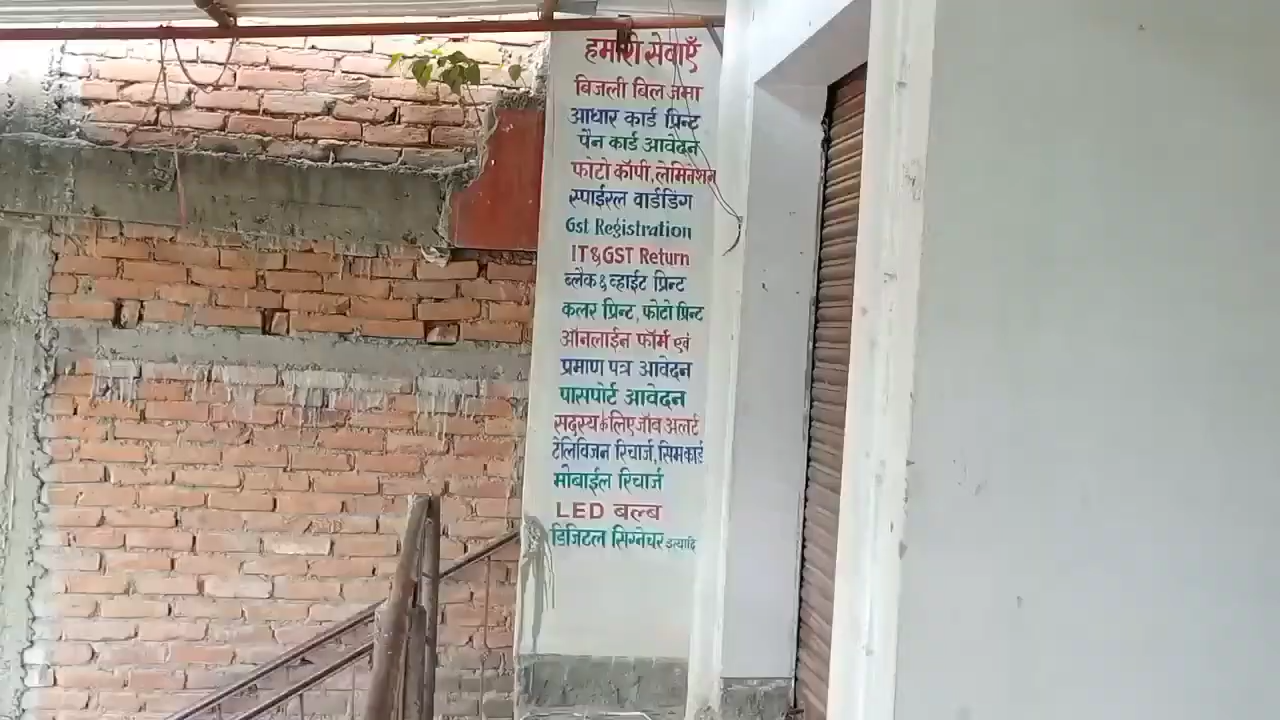 हमारी सेवाएँ
बिजली बिल जमा
आधार कार्ड प्रिन्ट
पैन कार्ड आवेदन
फोटो कॉपी,लेमिनेशन
स्पाईरल वार्डडिंग
Gst Registration
IT&GST Return
ब्लैक & व्हाईट प्रिन्ट
कलर प्रिन्ट, फोटो प्रिन्ट
ऑनलाईन फॉर्म एवं
प्रमाण पत्र आवेदन
पासपोर्ट आवेदन
सदस्य के लिए जॉव अलर्ट
टेलिविजन रिचार्ज,सिमकार्ड
मोबाईल रिचार्ज
LED बल्ब
डिजिटल सिग्नेचर इत्यादि